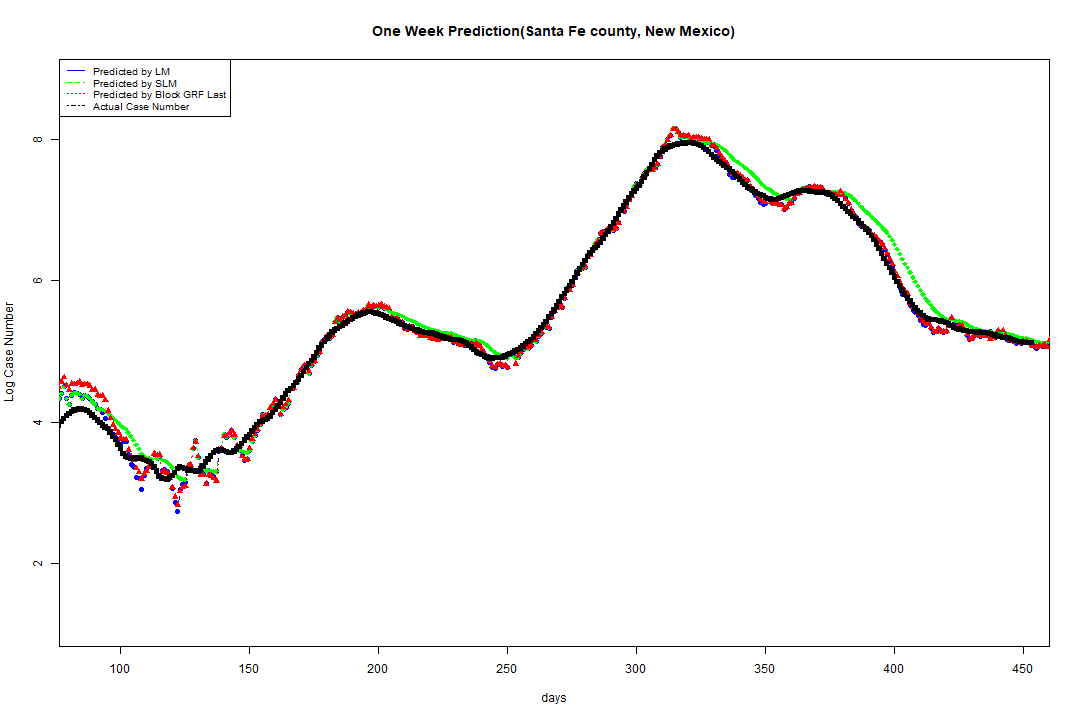 One Week Prediction(Santa Fe county, New Mexico)
Predicted by LM
Predicted by SLM
Predicted by Block GRF Last
Actual Case Number
Log Case Number
8
6
4
2
100 150 200 250 300 350 400 450
days